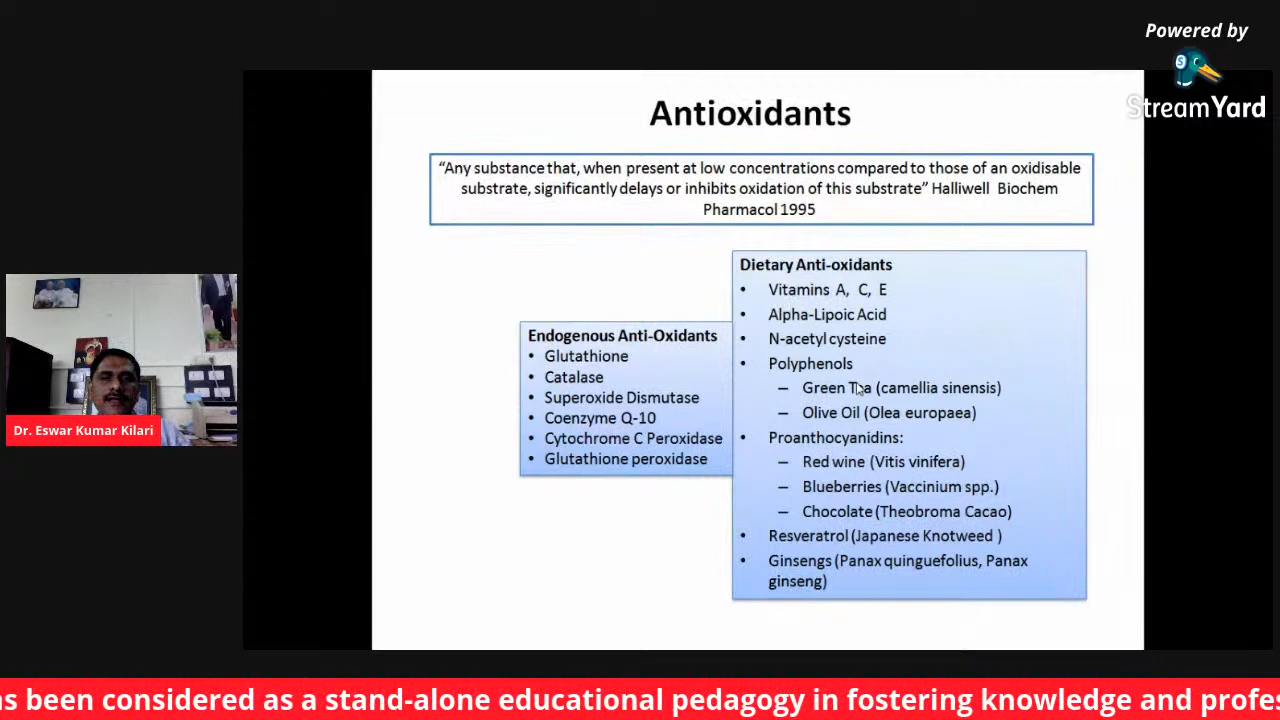 Powered by
StreamYard
Antioxidants
“Any substance that, when present at low concentrations compared to those of an oxidisable
substrate, significantly delays or inhibits oxidation of this substrate” Halliwell Biochem
Pharmacol 1995
Endogenous Anti-Oxidants
• Glutathione
• Catalase
• Superoxide Dismutase
• Coenzyme Q-10
• Cytochrome C Peroxidase
• Glutathione peroxidase
Dietary Anti-oxidants
• Vitamins A, C, E
• Alpha-Lipoic Acid
• N-acetyl cysteine
• Polyphenols
– Green Tea (camellia sinensis)
– Olive Oil (Olea europaea)
• Proanthocyanidins:
– Red wine (Vitis vinifera)
– Blueberries (Vaccinium spp.)
– Chocolate (Theobroma Cacao)
• Resveratrol (Japanese Knotweed )
• Ginsengs (Panax quinguefolius, Panax
ginseng)
Dr. Eswar Kumar Kilari
as been considered as a stand-alone educational pedagogy in fostering knowledge and profes